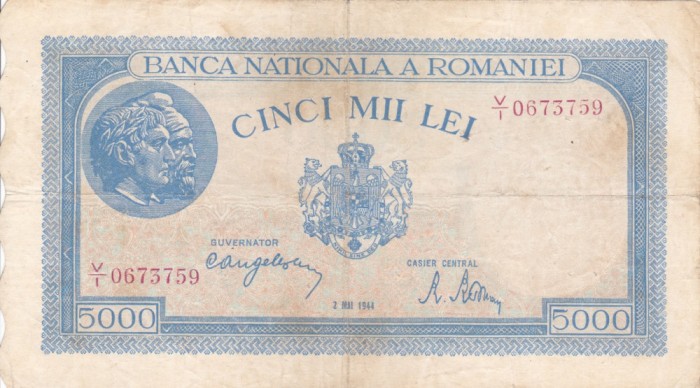 BANCA NATIONALA A ROMANIEI
CINCI MII LEI
V/I 0673759
GUVERNATOR
CASIER CENTRAL
V/I 0673759
2 MAI 1944
5000
5000